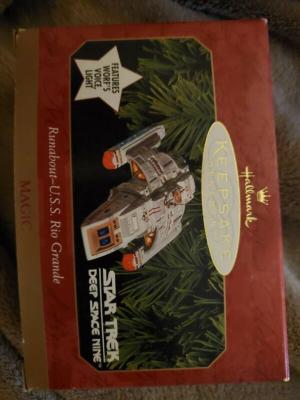 Hallmark
KEEPSAKE
FEATURES
WORF'S
VOICE,
LIGHT
STAR TREK
DEEP SPACE NINE
Runabout-U.S.S. Rio Grande
MAGIC